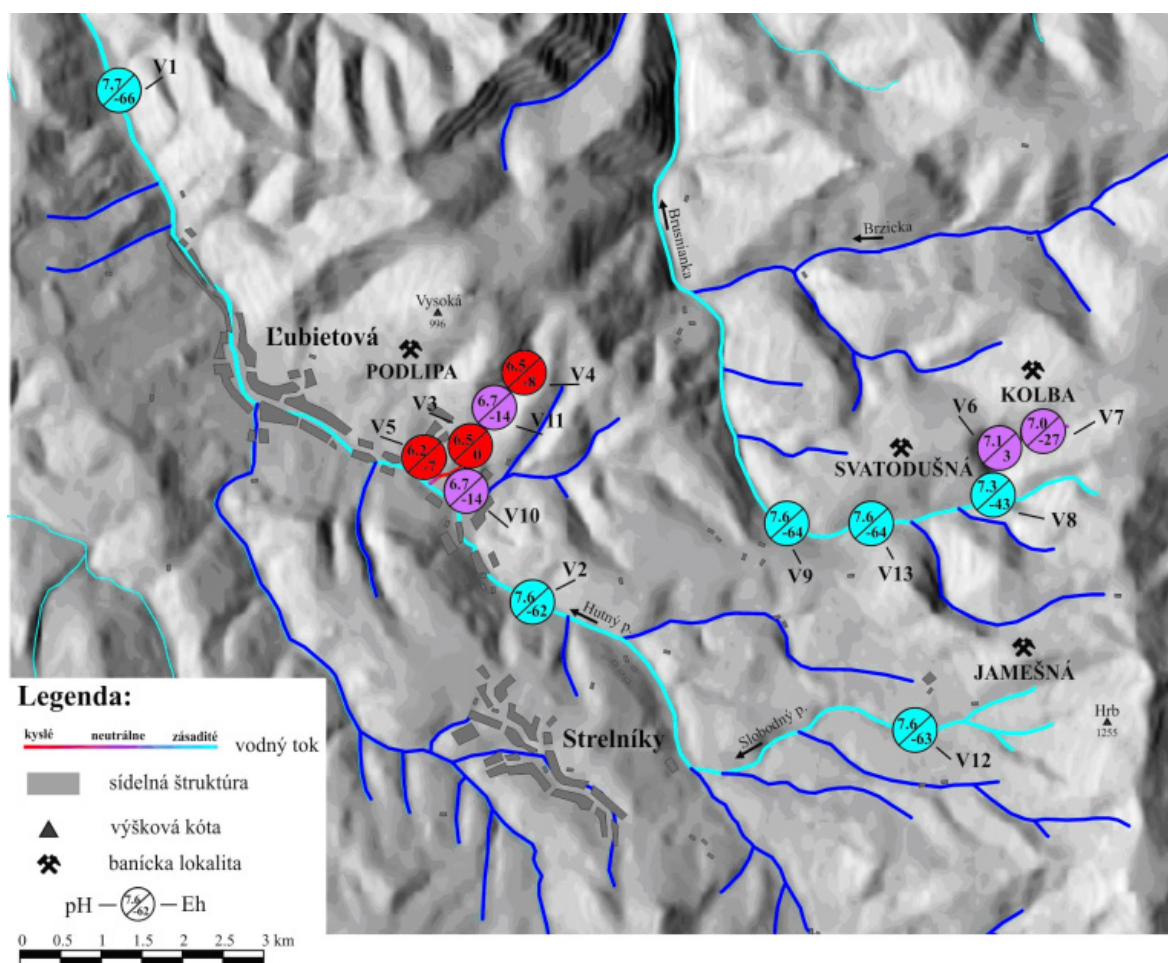 7.7
-66
V1
Brusnianka
Brzicka
Vysoká
996
Ľubietová
PODLIPA
6.5
-8
V4
V3
6.7
-14
V11
V5
6.2
-7
6.5
0
6.7
-14
V10
KOLBA
V6
7.0
-27
V7
7.1
3
SVATODUŠNÁ
7.3
-43
V8
7.6
-64
V9
7.6
-64
V13
V2
7.6
-62
Hutný p.
JAMEŠNÁ
Hrb
1255
Slobodný p.
7.6
-63
V12
Strelníky
Legenda:
kyslé neutrálne zásadité
vodný tok
sídelná štruktúra
výšková kóta
banícka lokalita
pH 7.6 -62 Eh
0 0.5 1 1.5 2 2.5 3 km